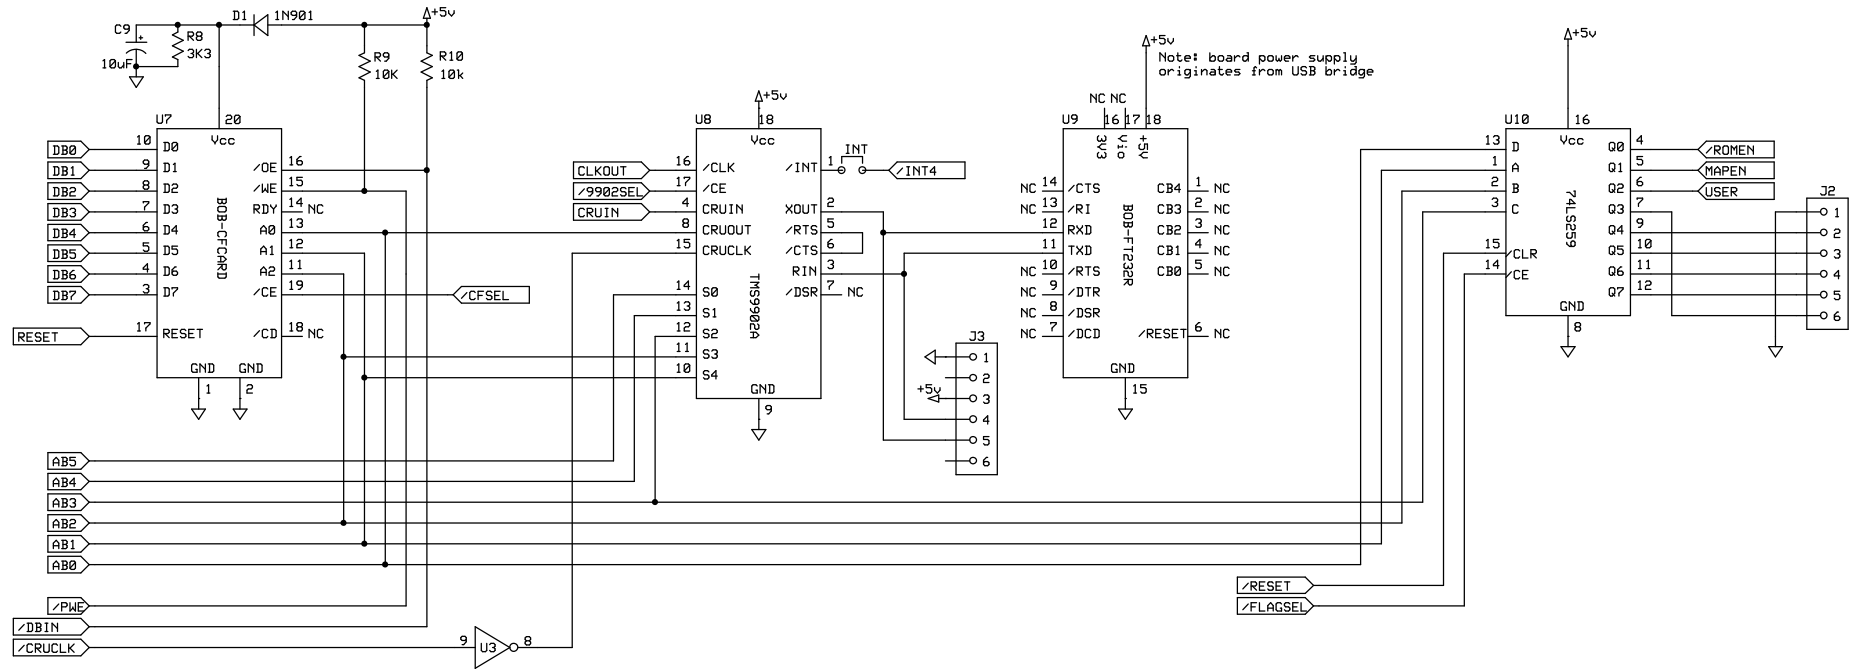 C9
10uF
R8
3K3
D1 1N901
+5v
R9
10K
R10
10k
U7
20
Vcc
BOB-CFCARD
DB0 10 D0
DB1 9 D1
DB2 8 D2
DB3 7 D3
DB4 6 D4
DB5 5 D5
DB6 4 D6
DB7 3 D7
RESET 17 RESET
/OE 16
/WE 15
RDY 14 NC
A0 13
A1 12
A2 11
/CE 19 /CFSEL
/CD 18 NC
GND GND
1 2
AB5
AB4
AB3
AB2
AB1
AB0
/PWE
/DBIN
/CRUCLK
9 U3 8
+5v
U8
18
Vcc
TMS9902A
CLKOUT 16 /CLK
/9902SEL 17 /CE
CRUIN 4 CRUIN
8 CRUOUT
15 CRUCLK
14 S0
13 S1
12 S2
11 S3
10 S4
/INT 1 INT /INT4
XOUT 2
/RTS 5
/CTS 6
RIN 3
/DSR 7 NC
GND
9
J3
1
2
+5v 3
4
5
6
+5v
Note: board power supply
originates from USB bridge
NC NC
U9
16 17 18
3V3 Vio +5V
BOB-FT232R
NC 14 /CTS
NC 13 /RI
12 RXD
11 TXD
NC 10 /RTS
NC 9 /DTR
NC 8 /DSR
NC 7 /DCD
CB4 1 NC
CB3 2 NC
CB2 3 NC
CB1 4 NC
CB0 5 NC
/RESET 6 NC
GND
15
+5v
U10
16
Vcc
74LS259
13 D
1 A
2 B
3 C
15 /CLR
14 /CE
Q0 4 /ROMEN
Q1 5 MAPEN
Q2 6 USER
Q3 7
Q4 9
Q5 10
Q6 11
Q7 12
GND
8
/RESET
/FLAGSEL
J2
1
2
3
4
5
6